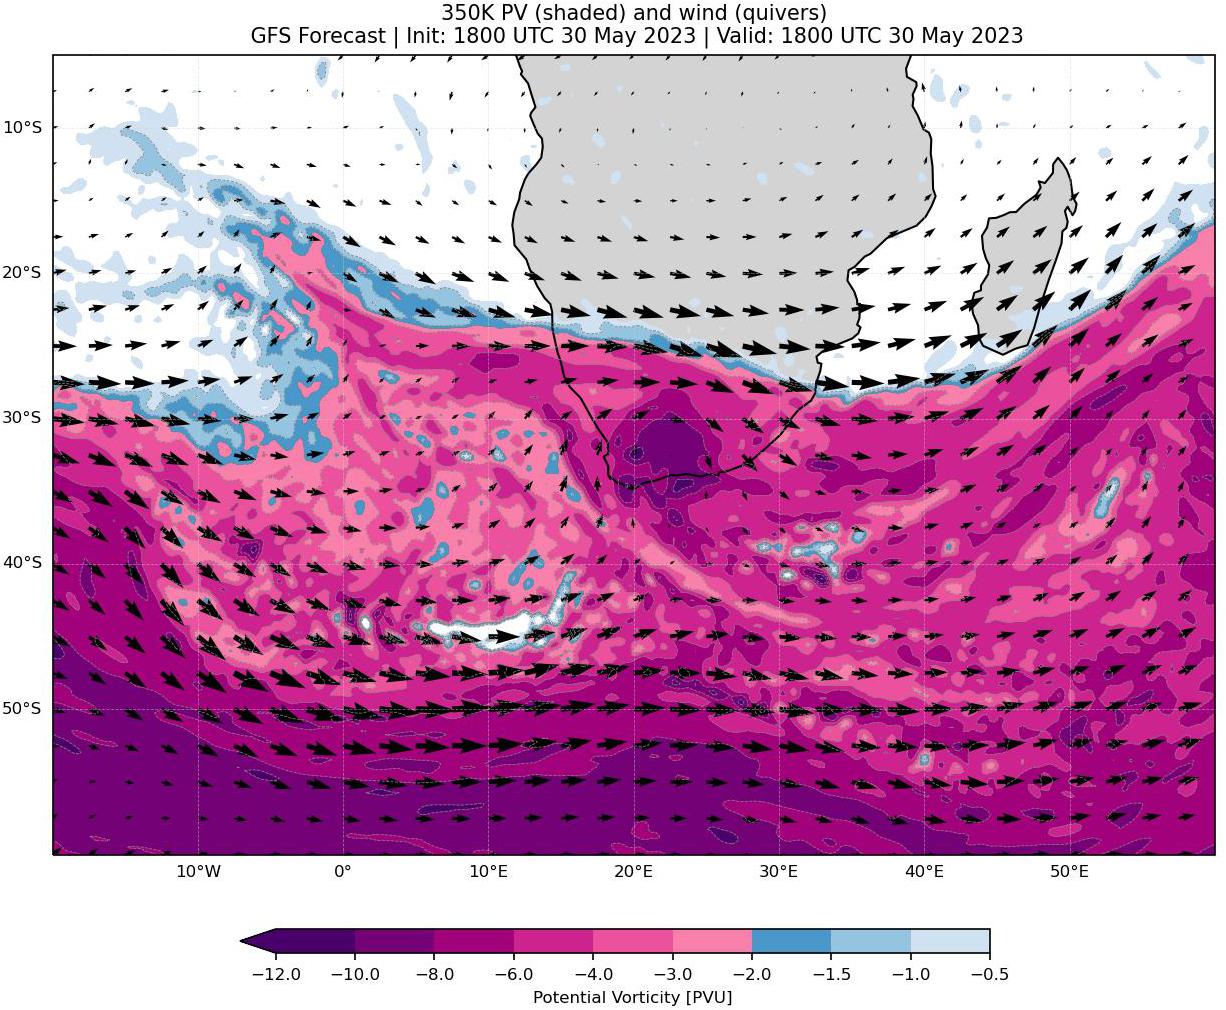 350K PV (shaded) and wind (quivers)
GFS Forecast | Init: 1800 UTC 30 May 2023 | Valid: 1800 UTC 30 May 2023
10°S
20°S
30°S
40°S
50°S
10°W 0° 10°E 20°E 30°E 40°E 50°E
−12.0 −10.0 −8.0 −6.0 −4.0 −3.0 −2.0 −1.5 −1.0 −0.5
Potential Vorticity [PVU]